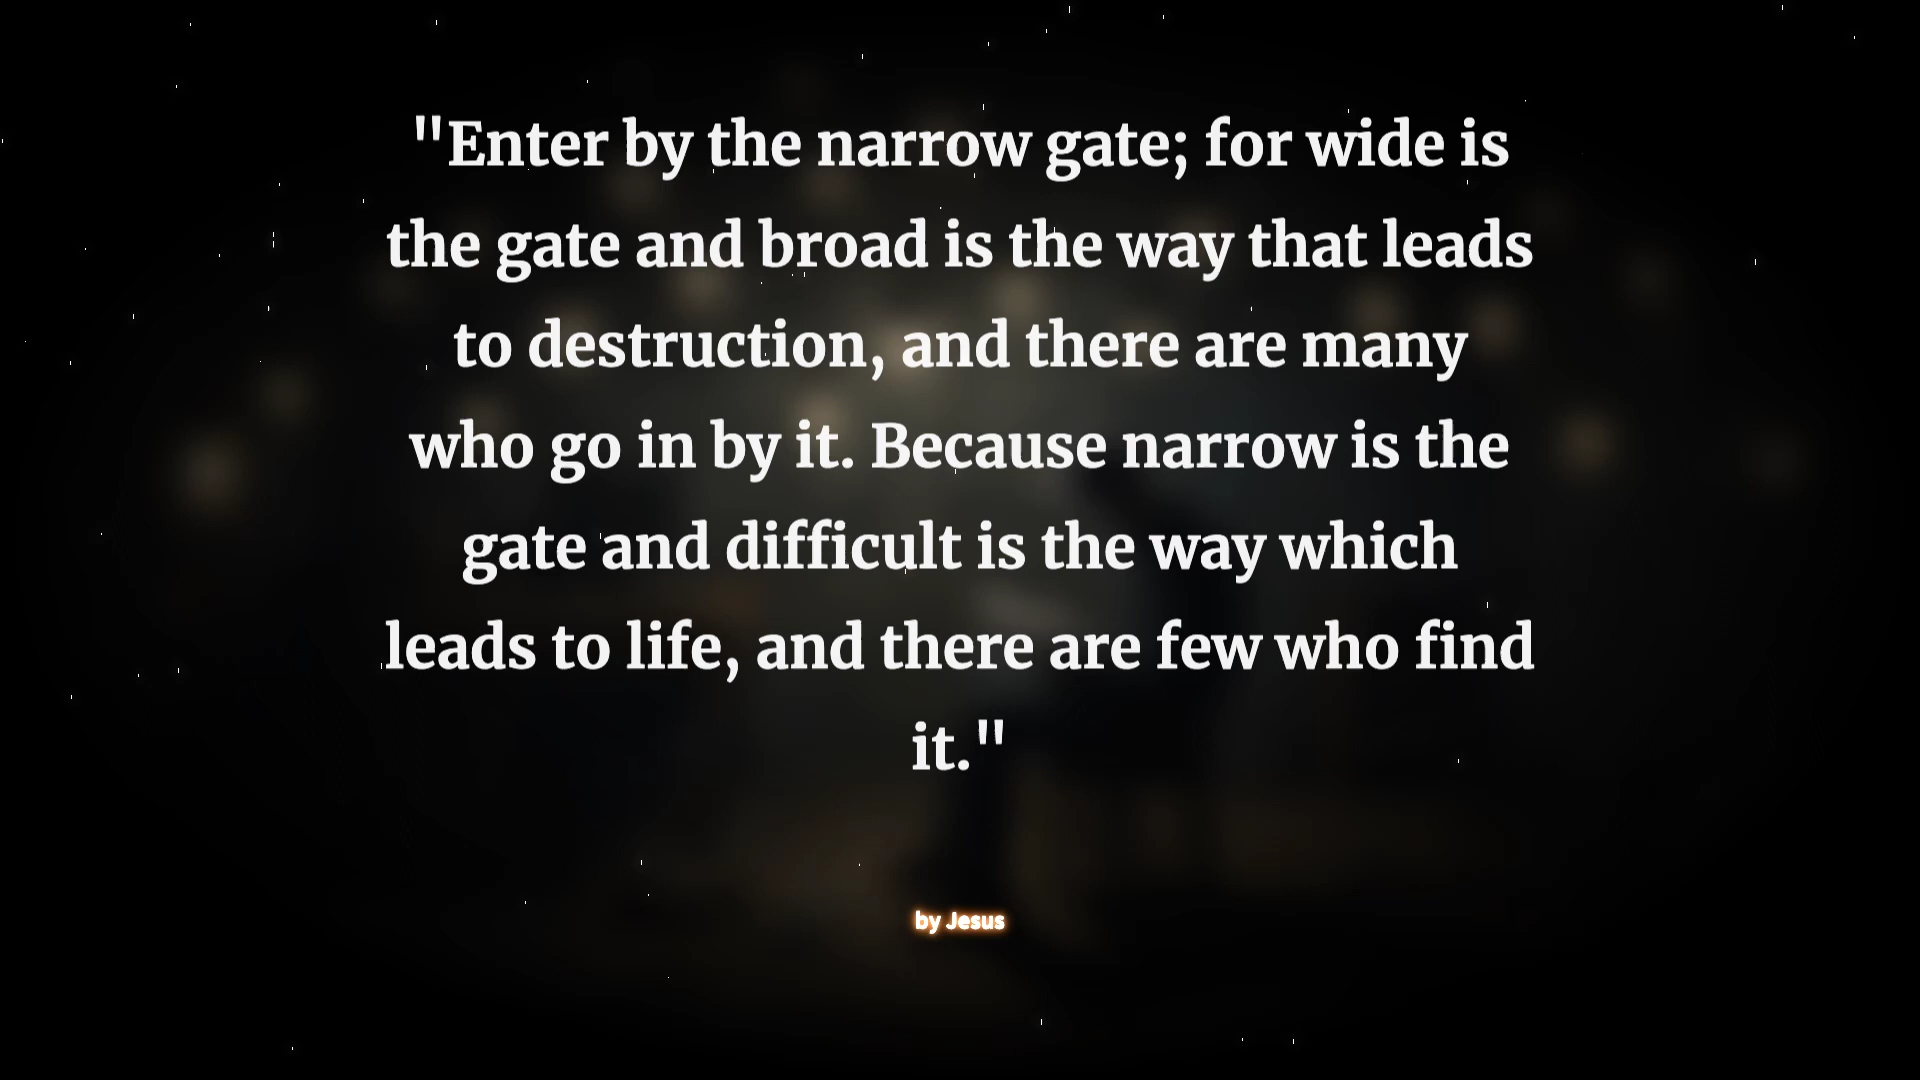 "Enter by the narrow gate; for wide is
the gate and broad is the way that leads
to destruction, and there are many
who go in by it. Because narrow is the
gate and difficult is the way which
leads to life, and there are few who find
it."
by Jesus